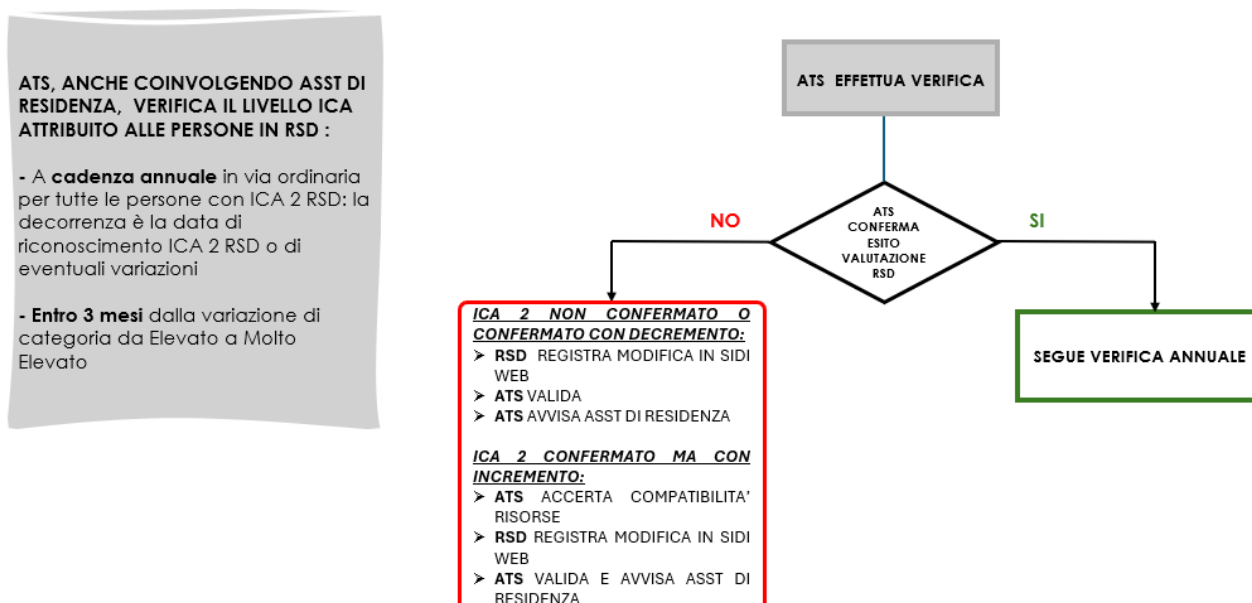 ATS, ANCHE COINVOLGENDO ASST DI
RESIDENZA, VERIFICA IL LIVELLO ICA
ATTRIBUITO ALLE PERSONE IN RSD :
- A cadenza annuale in via ordinaria
per tutte le persone con ICA 2 RSD: la
decorrenza è la data di
riconoscimento ICA 2 RSD o di
eventuali variazioni
- Entro 3 mesi dalla variazione di
categoria da Elevato a Molto
Elevato
ATS EFFETTUA VERIFICA
ATS
CONFERMA
ESITO
VALUTAZIONE
RSD
NO
SI
ICA 2 NON CONFERMATO O
CONFERMATO CON DECREMENTO:
➢ RSD REGISTRA MODIFICA IN SIDI
WEB
➢ ATS VALIDA
➢ ATS AVVISA ASST DI RESIDENZA
ICA 2 CONFERMATO MA CON
INCREMENTO:
➢ ATS ACCERTA COMPATIBILITA'
RISORSE
➢ RSD REGISTRA MODIFICA IN SIDI
WEB
➢ ATS VALIDA E AVVISA ASST DI
RESIDENZA
SEGUE VERIFICA ANNUALE